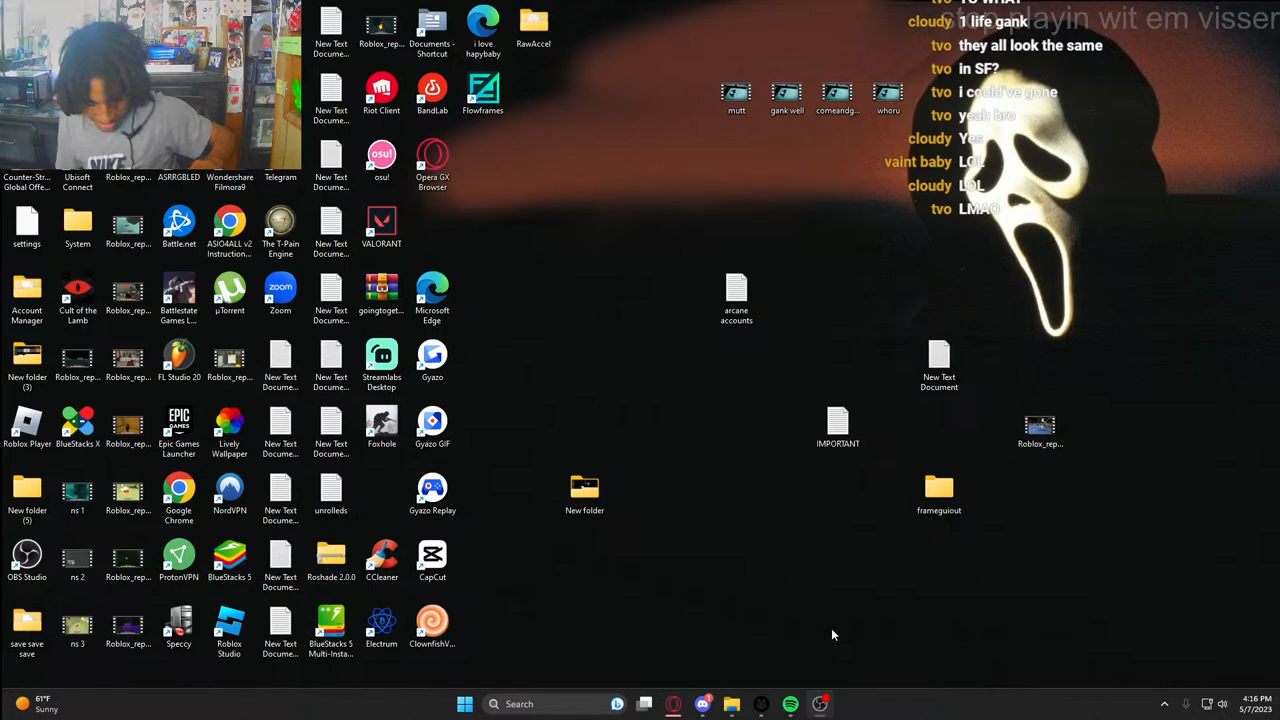 stop playin w em visser
TO WHAT
cloudy 1 life gank
tvo they all look the same
tvo in SF?
tvo i could've gone
tvo yeah bro
cloudy Yes
vaint baby LOL
cloudy LOL
tvo LMAO
New Text Docume...
Roblox_rep...
Documents - Shortcut
i love hapybaby
RawAccel
New Text Docume...
Riot Client
BandLab
Flowframes
mutt
gank well
comeandg...
whoru
Counter-Str... Global Offe...
Ubisoft Connect
Roblox_rep...
ASRRGBLED
Wondershare Filmora9
Telegram
New Text Docume...
osu!
Opera GX Browser
settings
System
Roblox_rep...
Battle.net
ASIO4ALL v2 Instruction...
The T-Pain Engine
New Text Docume...
VALORANT
Account Manager
Cult of the Lamb
Roblox_rep...
Battlestate Games L...
µTorrent
Zoom
New Text Docume...
goingtoget...
Microsoft Edge
arcane accounts
New folder (3)
Roblox_rep...
Roblox_rep...
FL Studio 20
Roblox_rep...
New Text Docume...
New Text Docume...
Streamlabs Desktop
Gyazo
New Text Document
Roblox Player
BlueStacks X
Roblox_rep...
Epic Games Launcher
Lively Wallpaper
New Text Docume...
New Text Docume...
Foxhole
Gyazo GIF
IMPORTANT
Roblox_rep...
New folder (5)
ns 1
Roblox_rep...
Google Chrome
NordVPN
New Text Docume...
unrolleds
Gyazo Replay
New folder
frameguiout
OBS Studio
ns 2
Roblox_rep...
ProtonVPN
BlueStacks 5
New Text Docume...
Roshade 2.0.0
CCleaner
CapCut
save save save
ns 3
Roblox_rep...
Speccy
Roblox Studio
New Text Docume...
BlueStacks 5 Multi-Insta...
Electrum
ClownfishV...
61°F
Sunny
Search
4:16 PM
5/7/2023